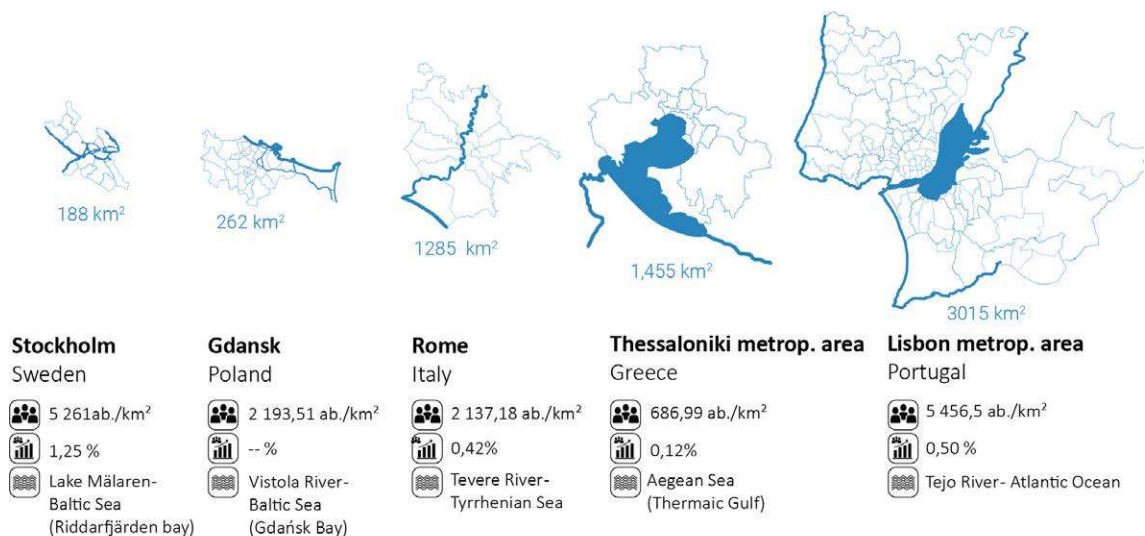 188 km²
262 km²
1285 km²
1,455 km²
3015 km²
Stockholm
Sweden
5 261ab./km²
1,25 %
Lake Mälaren-
Baltic Sea
(Riddarfjärden bay)
Gdansk
Poland
2 193,51 ab./km²
-- %
Vistola River-
Baltic Sea
(Gdańsk Bay)
Rome
Italy
2 137,18 ab./km²
0,42%
Tevere River-
Tyrrhenian Sea
Thessaloniki metrop. area
Greece
686,99 ab./km²
0,12%
Aegean Sea
(Thermaic Gulf)
Lisbon metrop. area
Portugal
5 456,5 ab./km²
0,50 %
Tejo River- Atlantic Ocean